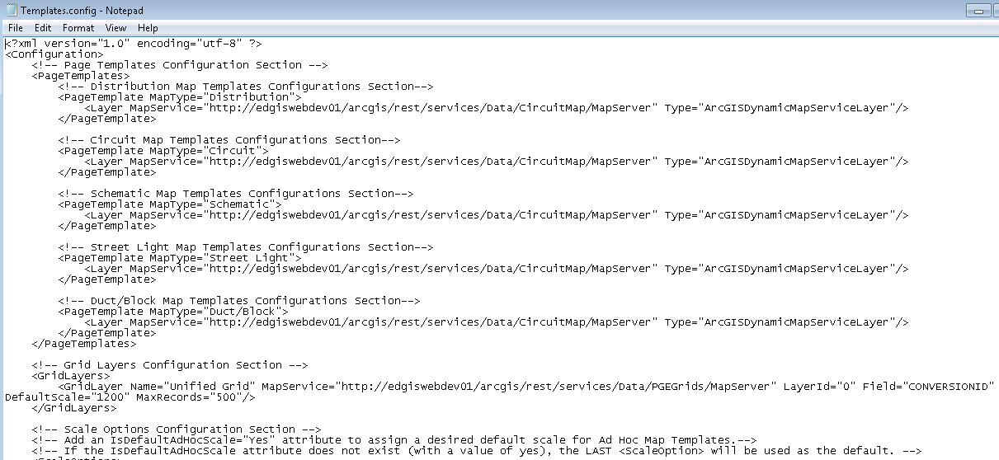 Templates.config - Notepad
File Edit Format View Help
<?xml version="1.0" encoding="utf-8" ?>
<Configuration>
<!-- Page Templates Configuration Section -->
<PageTemplates>
<!-- Distribution Map Templates Configurations Section-->
<PageTemplate MapType="Distribution">
<Layer MapService="http://edgiswebdev01/arcgis/rest/services/Data/CircuitMap/MapServer" Type="ArcGISDynamicMapServiceLayer"/>
</PageTemplate>
<!-- Circuit Map Templates Configurations Section-->
<PageTemplate MapType="Circuit">
<Layer MapService="http://edgiswebdev01/arcgis/rest/services/Data/CircuitMap/MapServer" Type="ArcGISDynamicMapServiceLayer"/>
</PageTemplate>
<!-- Schematic Map Templates Configurations Section-->
<PageTemplate MapType="Schematic">
<Layer MapService="http://edgiswebdev01/arcgis/rest/services/Data/CircuitMap/MapServer" Type="ArcGISDynamicMapServiceLayer"/>
</PageTemplate>
<!-- Street Light Map Templates Configurations Section-->
<PageTemplate MapType="Street Light">
<Layer MapService="http://edgiswebdev01/arcgis/rest/services/Data/CircuitMap/MapServer" Type="ArcGISDynamicMapServiceLayer"/>
</PageTemplate>
<!-- Duct/Block Map Templates Configurations Section-->
<PageTemplate MapType="Duct/Block">
<Layer MapService="http://edgiswebdev01/arcgis/rest/services/Data/CircuitMap/MapServer" Type="ArcGISDynamicMapServiceLayer"/>
</PageTemplate>
</PageTemplates>
<!-- Grid Layers Configuration Section -->
<GridLayers>
<GridLayer Name="Unified Grid" MapService="http://edgiswebdev01/arcgis/rest/services/Data/PGEGrids/MapServer" LayerId="0" Field="CONVERSIONID"
DefaultScale="1200" MaxRecords="500"/>
</GridLayers>
<!-- Scale Options Configuration Section -->
<!-- Add an IsDefaultAdHocScale="Yes" attribute to assign a desired default scale for Ad Hoc Map Templates.-->
<!-- If the IsDefaultAdHocScale attribute does not exist (with a value of yes), the LAST <ScaleOption> will be used as the default. -->